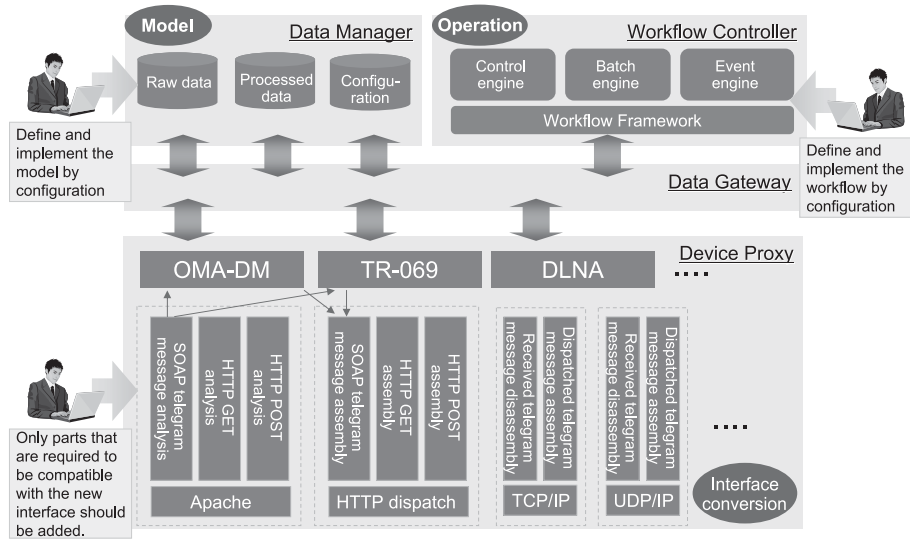 Model
Data Manager
Raw data
Processed
data
Configu-
ration
Operation
Workflow Controller
Control
engine
Batch
engine
Event
engine
Workflow Framework
Define and
implement the
model by
configuration
Define and
implement the
workflow by
configuration
Data Gateway
Device Proxy
OMA-DM
TR-069
DLNA
....
SOAP telegram
message analysis
HTTP GET
analysis
HTTP POST
analysis
Apache
SOAP telegram
message assembly
HTTP GET
assembly
HTTP POST
assembly
HTTP dispatch
Received telegram
message disassembly
Dispatched telegram
message assembly
TCP/IP
Received telegram
message disassembly
Dispatched telegram
message assembly
UDP/IP
....
Interface
conversion
Only parts that
are required to
be compatible
with the new
interface should
be added.